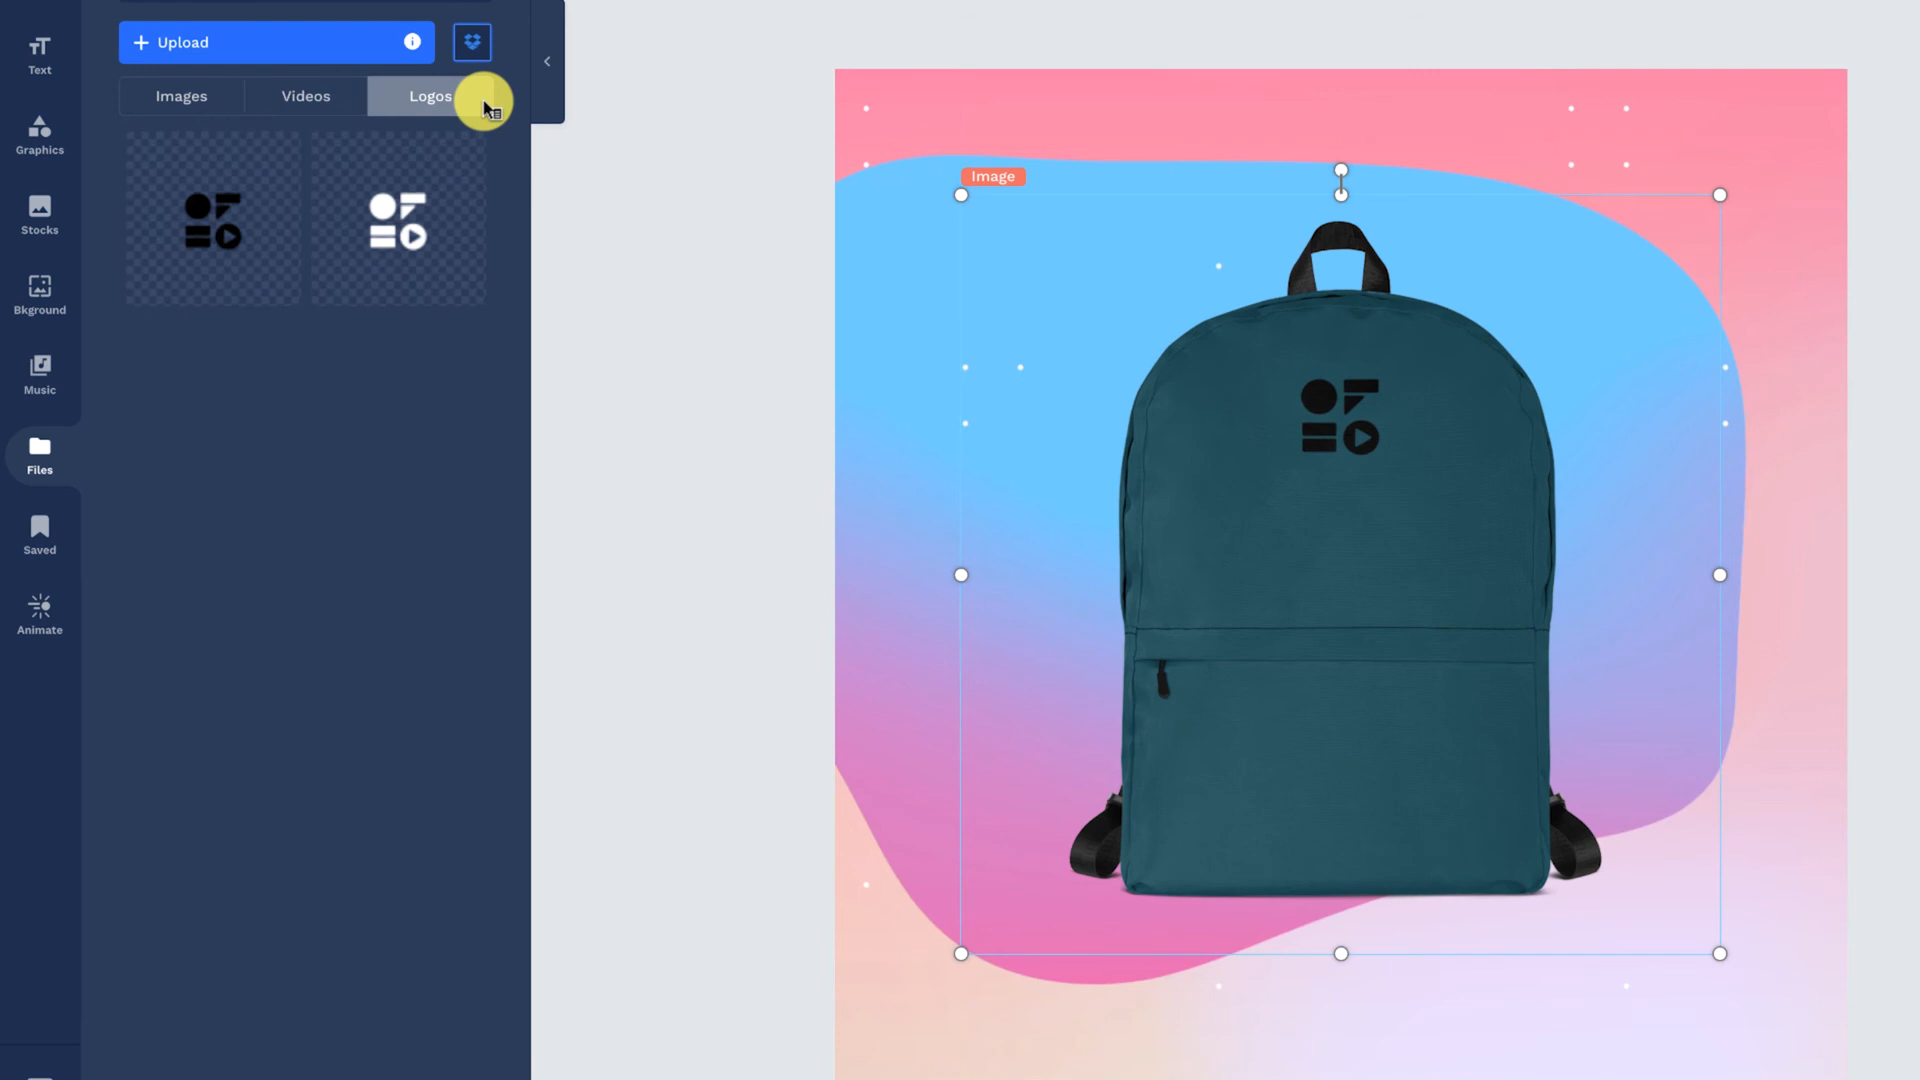 Text
Graphics
Stocks
Bkground
Music
Files
Saved
Animate
Upload
Images
Videos
Logos
Image